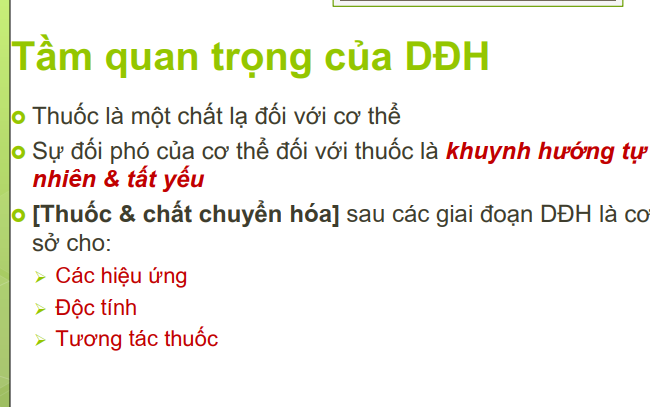 Tầm quan trọng của DĐH
Thuốc là một chất lạ đối với cơ thể
Sự đối phó của cơ thể đối với thuốc là khuynh hướng tự
nhiên & tất yếu
[Thuốc & chất chuyển hóa] sau các giai đoạn DĐH là cơ
sở cho:
Các hiệu ứng
Độc tính
Tương tác thuốc